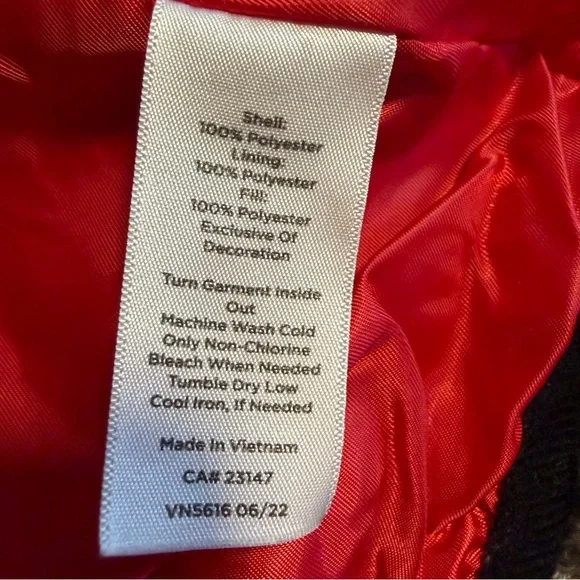 Shell:
100% Polyester
Lining:
100% Polyester
Fill:
100% Polyester
Exclusive Of
Decoration
Turn Garment Inside
Out
Machine Wash Cold
Only Non-Chlorine
Bleach When Needed
Tumble Dry Low
Cool Iron, If Needed
Made In Vietnam
CA# 23147
VN5616 06/22